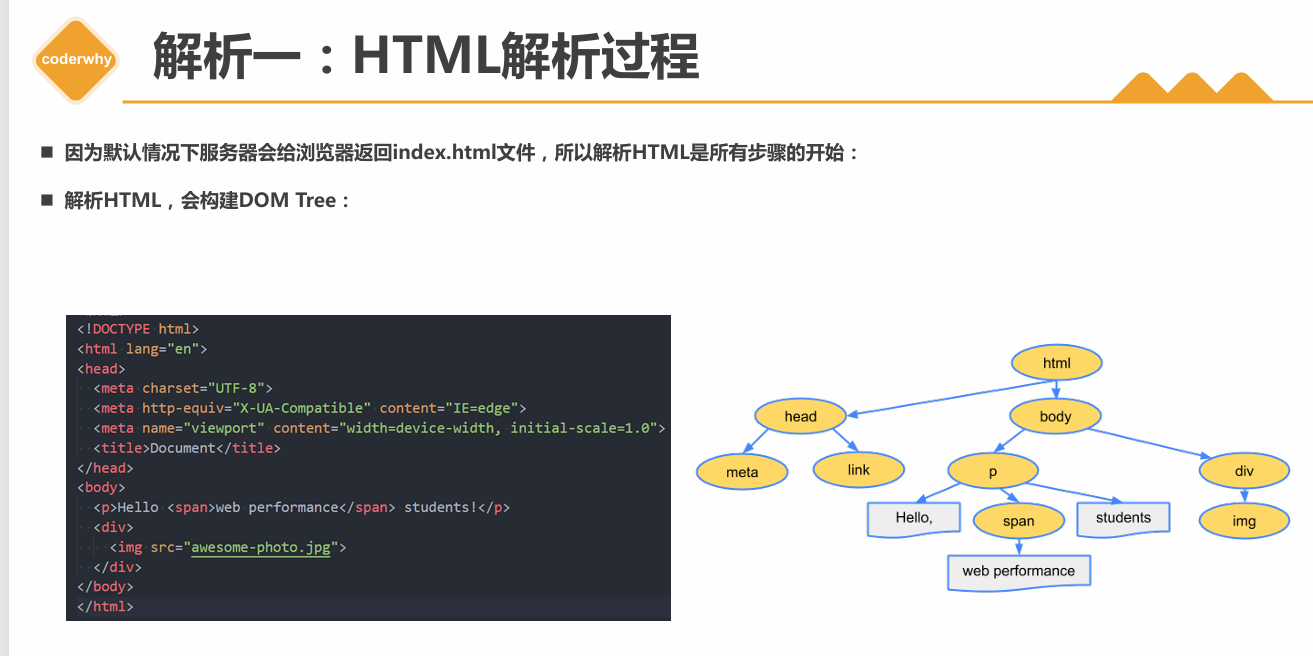 coderwhy
解析一：HTML解析过程
■ 因为默认情况下服务器会给浏览器返回index.html文件，所以解析HTML是所有步骤的开始：
■ 解析HTML，会构建DOM Tree：
<!DOCTYPE html>
<html lang="en">
<head>
<meta charset="UTF-8">
<meta http-equiv="X-UA-Compatible" content="IE=edge">
<meta name="viewport" content="width=device-width, initial-scale=1.0">
<title>Document</title>
</head>
<body>
<p>Hello <span>web performance</span> students!</p>
<div>
<img src="awesome-photo.jpg">
</div>
</body>
</html>
html
head
body
meta
link
p
div
Hello,
span
students
img
web performance